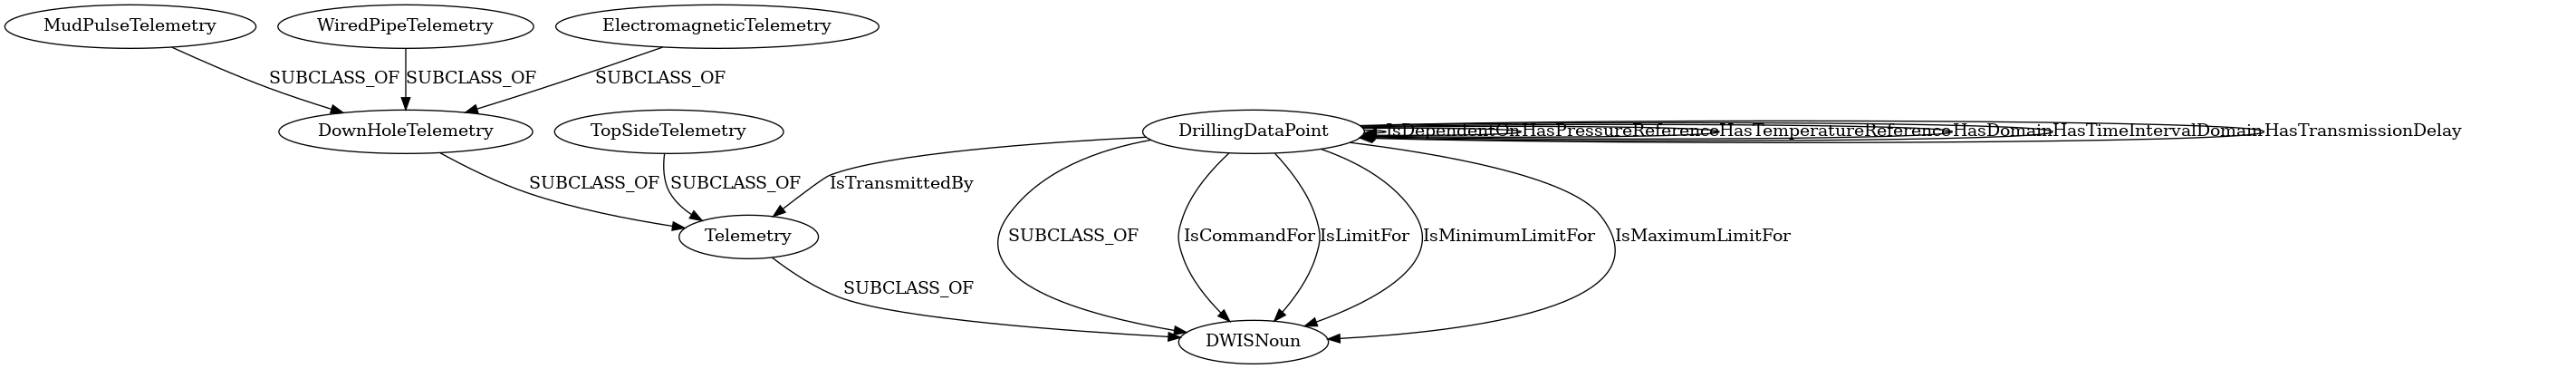 MudPulseTelemetry
WiredPipeTelemetry
ElectromagneticTelemetry
SUBCLASS_OF
SUBCLASS_OF
SUBCLASS_OF
DownHoleTelemetry
TopSideTelemetry
DrillingDataPoint
IsDependentOn
HasPressureReference
HasTemperatureReference
HasDomain
HasTimeIntervalDomain
HasTransmissionDelay
SUBCLASS_OF
SUBCLASS_OF
IsTransmittedBy
Telemetry
SUBCLASS_OF
IsCommandFor
IsLimitFor
IsMinimumLimitFor
IsMaximumLimitFor
SUBCLASS_OF
DWISNoun